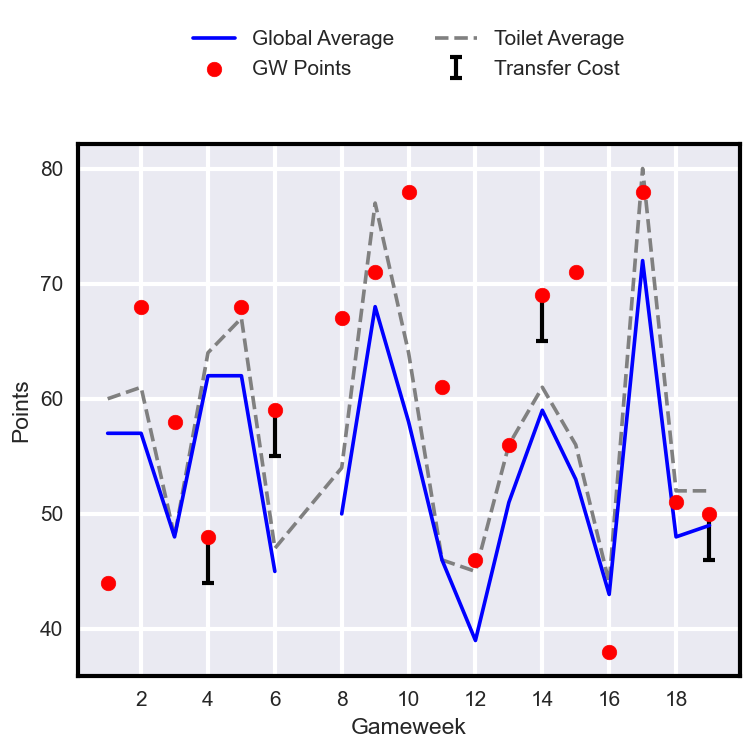 Global Average
Toilet Average
GW Points
Transfer Cost
80
70
60
50
40
Points
2 4 6 8 10 12 14 16 18
Gameweek